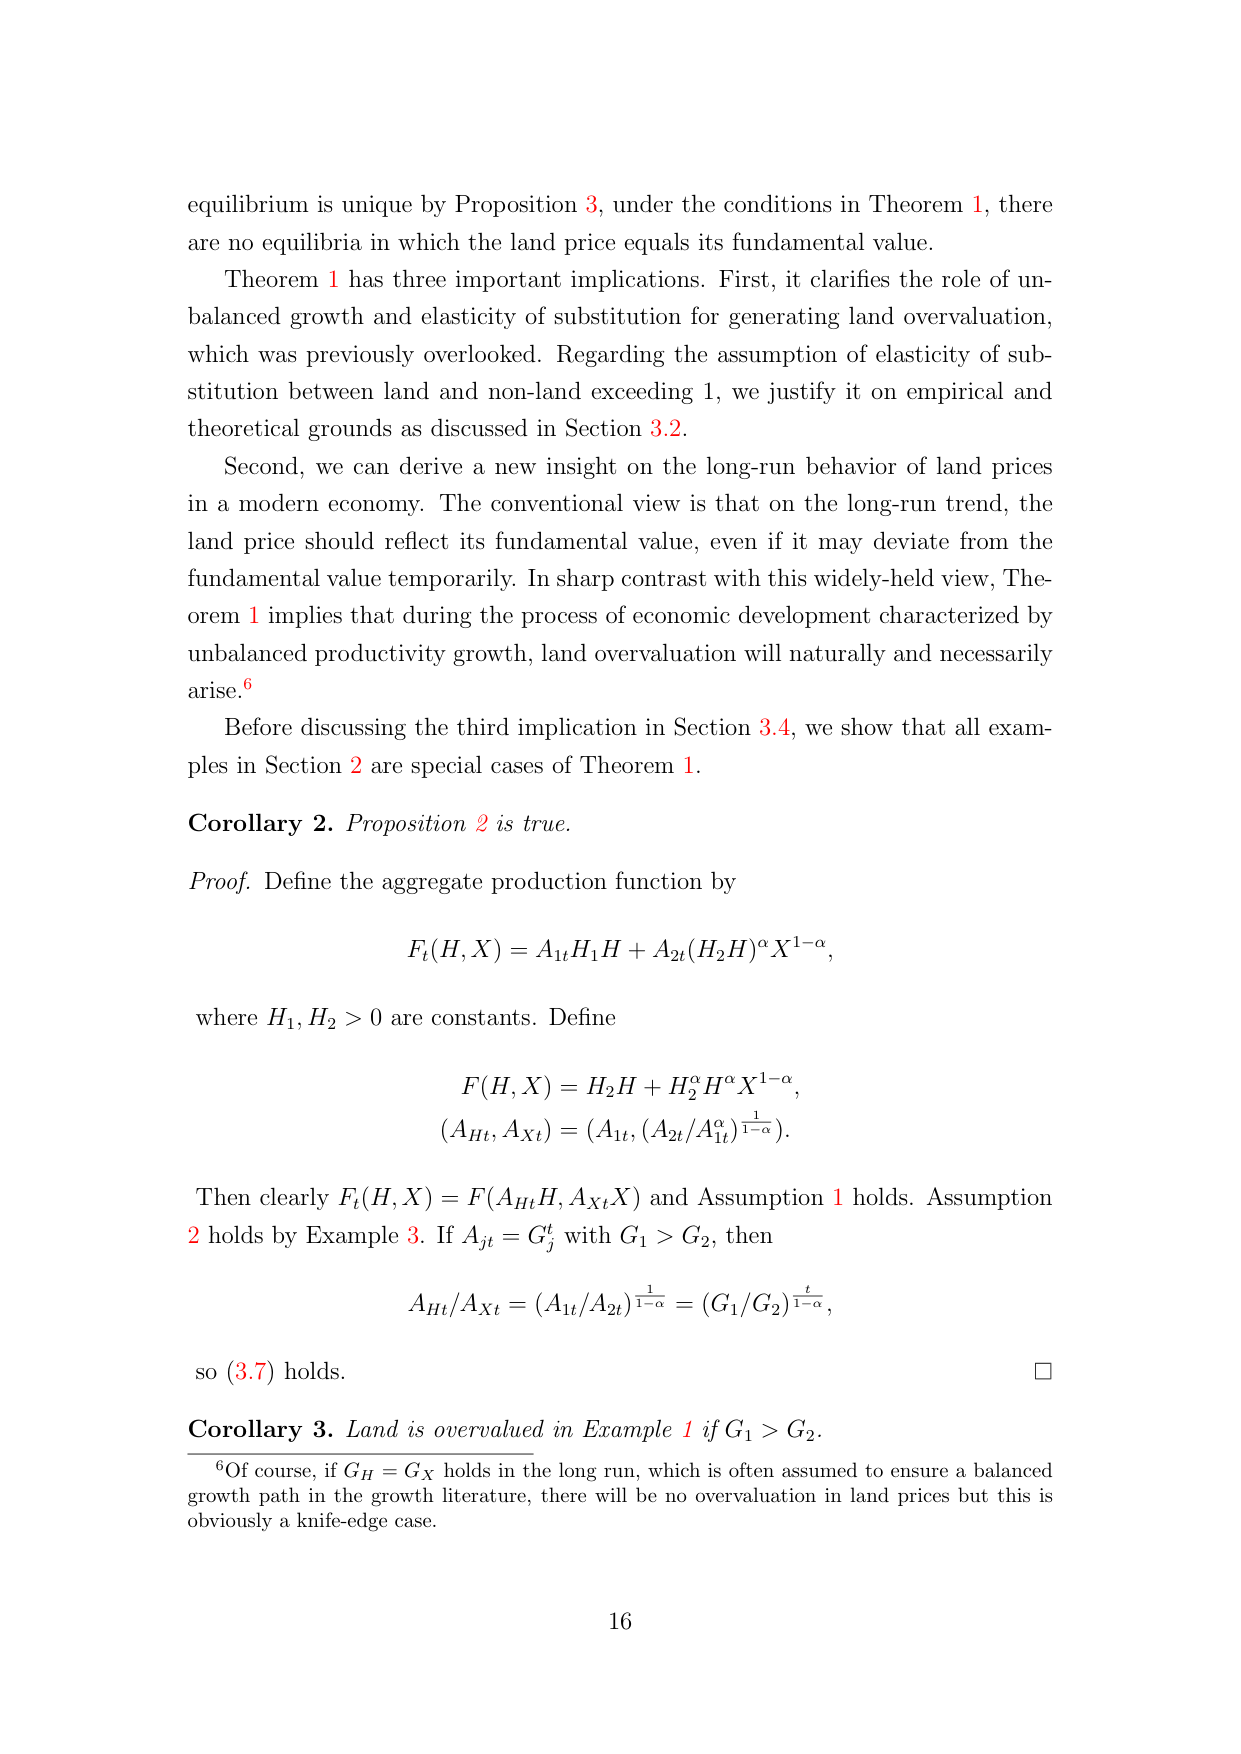 equilibrium is unique by Proposition 3, under the conditions in Theorem 1, there
are no equilibria in which the land price equals its fundamental value.
Theorem 1 has three important implications. First, it clarifies the role of un-
balanced growth and elasticity of substitution for generating land overvaluation,
which was previously overlooked. Regarding the assumption of elasticity of sub-
stitution between land and non-land exceeding 1, we justify it on empirical and
theoretical grounds as discussed in Section 3.2.
Second, we can derive a new insight on the long-run behavior of land prices
in a modern economy. The conventional view is that on the long-run trend, the
land price should reflect its fundamental value, even if it may deviate from the
fundamental value temporarily. In sharp contrast with this widely-held view, The-
orem 1 implies that during the process of economic development characterized by
unbalanced productivity growth, land overvaluation will naturally and necessarily
arise.⁶
Before discussing the third implication in Section 3.4, we show that all exam-
ples in Section 2 are special cases of Theorem 1.
Corollary 2. Proposition 2 is true.
Proof. Define the aggregate production function by
$F_t(H, X) = A_{1t}H_1H + A_{2t}(H_2H)^{\alpha}X^{1-\alpha},$
where $H_1, H_2 > 0$ are constants. Define
$F(H, X) = H_2H + H_2^{\alpha}H^{\alpha}X^{1-\alpha},$
$(A_{Ht}, A_{Xt}) = (A_{1t}, (A_{2t}/A_{1t}^{\alpha})^{\frac{1}{1-\alpha}}).$
Then clearly $F_t(H, X) = F(A_{Ht}H, A_{Xt}X)$ and Assumption 1 holds. Assumption
2 holds by Example 3. If $A_{jt} = G_j^t$ with $G_1 > G_2$, then
$A_{Ht}/A_{Xt} = (A_{1t}/A_{2t})^{\frac{1}{1-\alpha}} = (G_1/G_2)^{\frac{t}{1-\alpha}},$
so (3.7) holds. □
Corollary 3. Land is overvalued in Example 1 if $G_1 > G_2$.
⁶Of course, if $G_H = G_X$ holds in the long run, which is often assumed to ensure a balanced
growth path in the growth literature, there will be no overvaluation in land prices but this is
obviously a knife-edge case.
16